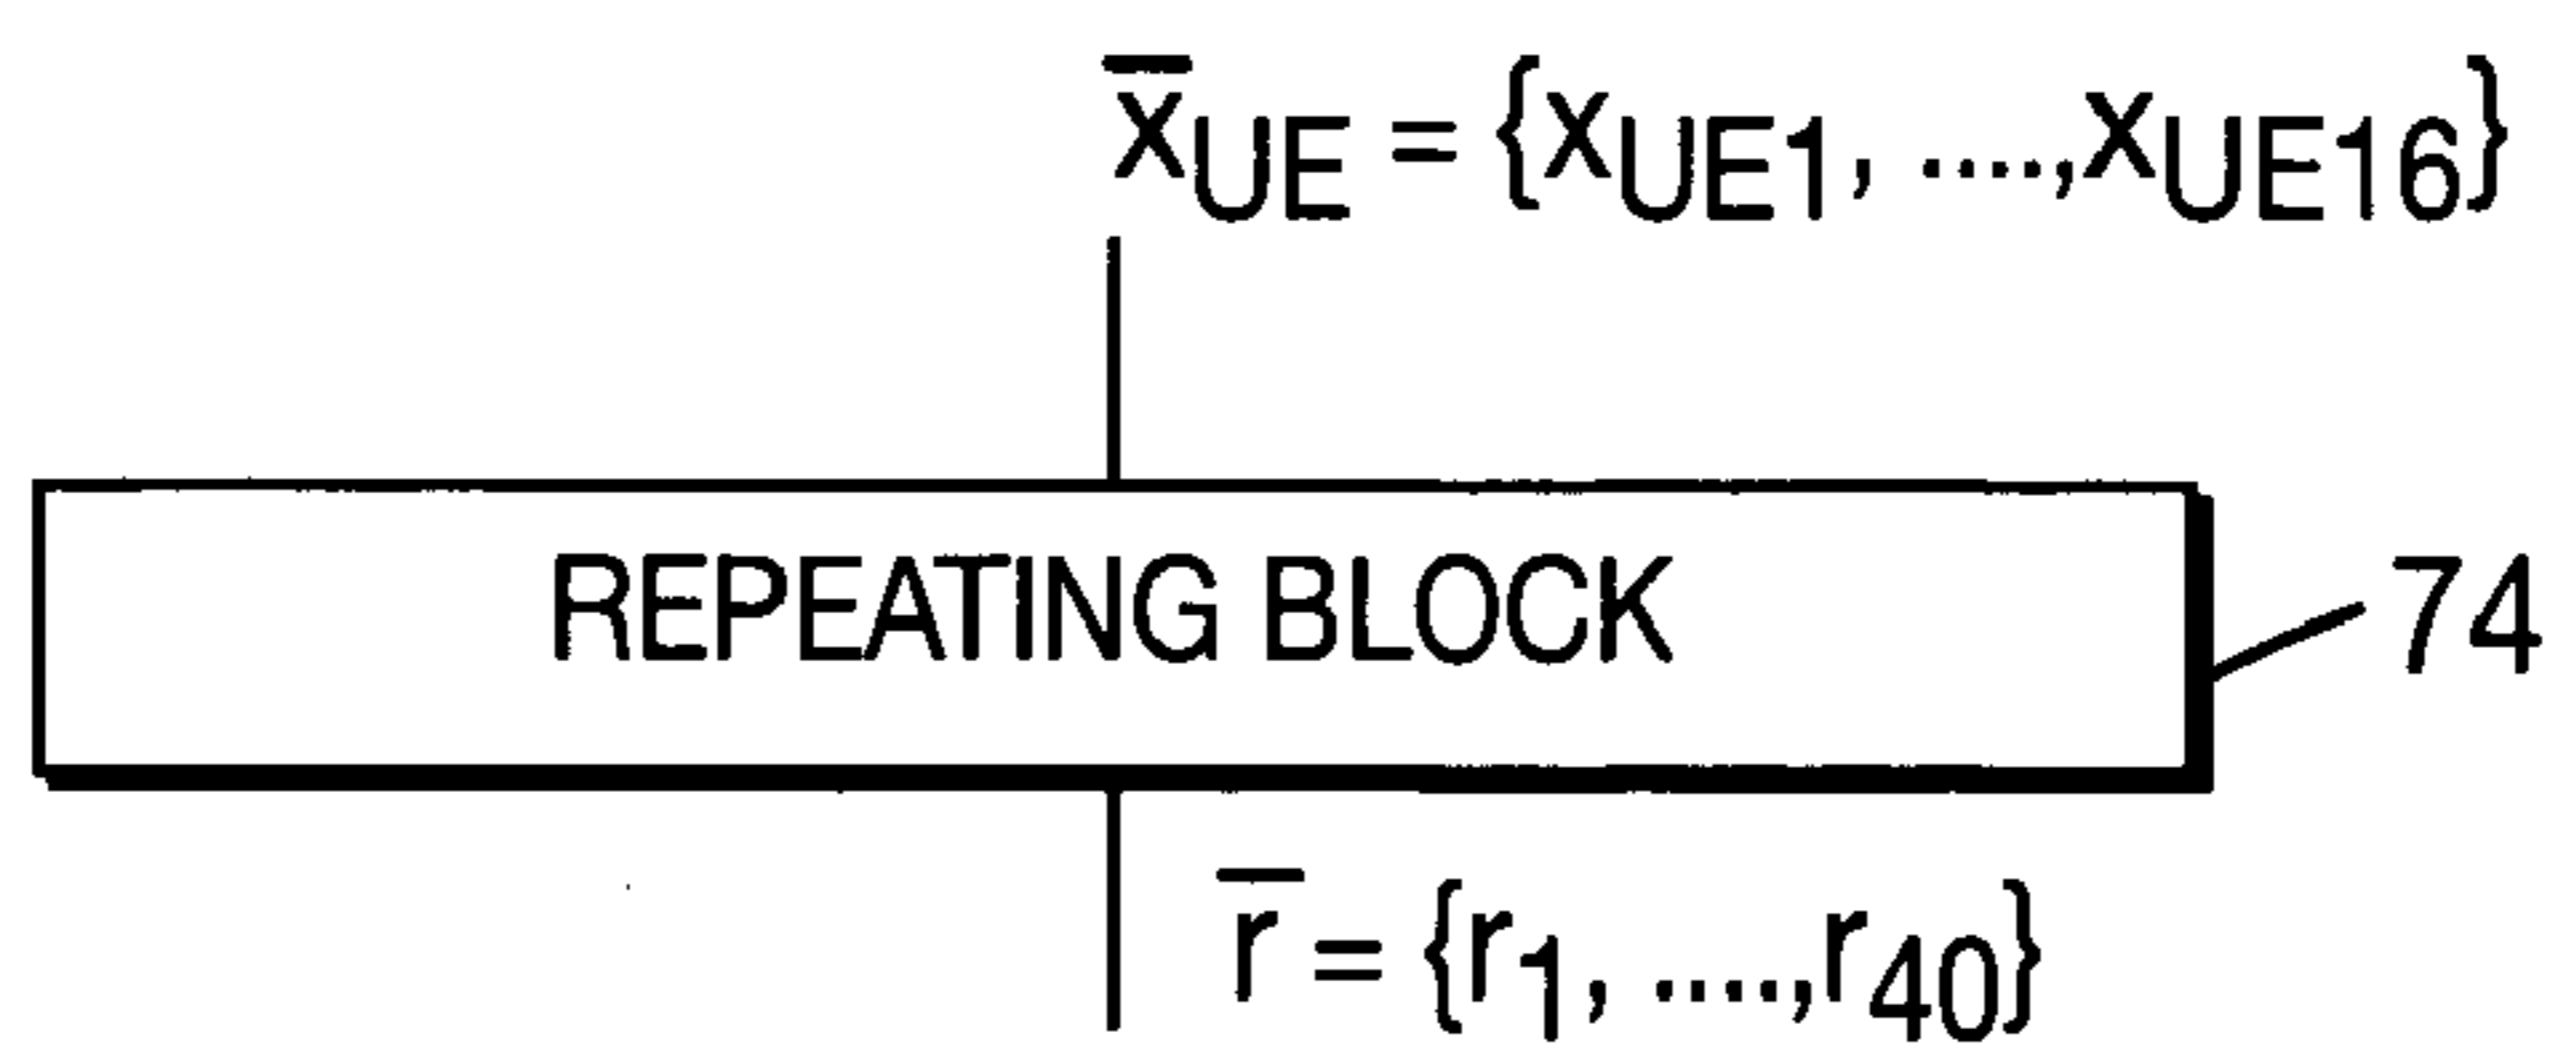 x̅UE = {xUE1, ....,xUE16}
REPEATING BLOCK
74
r̅ = {r1, ....,r40}